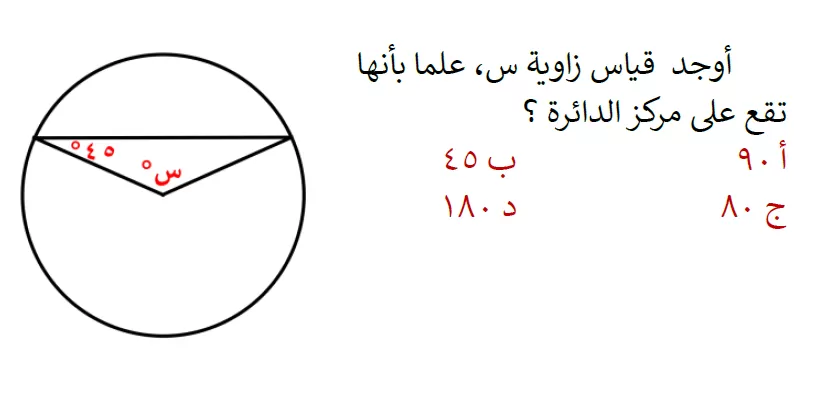 أوجد قياس زاوية س، علما بأنها
تقع على مركز الدائرة ؟
أ ٩٠ ب ٤٥
ج ٨٠ د ١٨٠
٤٥°
س°